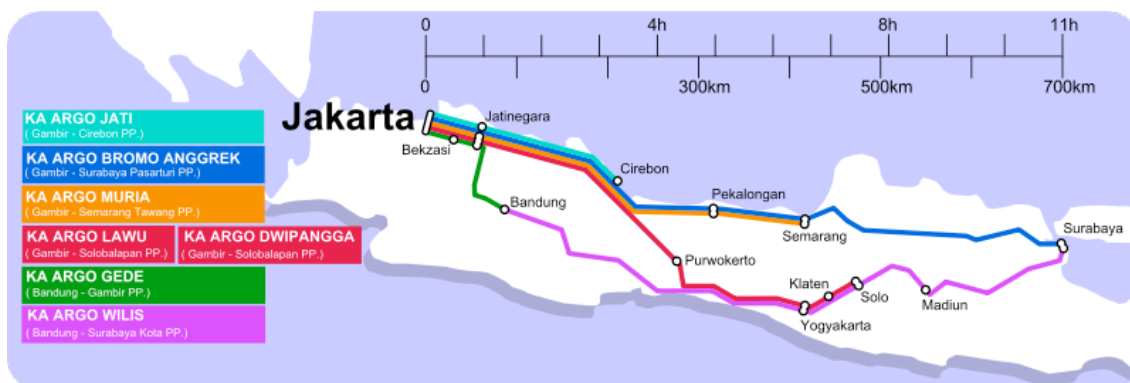 0 4h 8h 11h
0 300km 500km 700km
Jakarta
Jatinegara
Bekzasi
Cirebon
Bandung
Pekalongan
Semarang
Surabaya
Purwokerto
Klaten
Solo
Madiun
Yogyakarta
KA ARGO JATI
( Gambir - Cirebon PP.)
KA ARGO BROMO ANGGREK
( Gambir - Surabaya Pasarturi PP.)
KA ARGO MURIA
( Gambir - Semarang Tawang PP.)
KA ARGO LAWU
( Gambir - Solobalapan PP.)
KA ARGO DWIPANGGA
( Gambir - Solobalapan PP.)
KA ARGO GEDE
( Bandung - Gambir PP.)
KA ARGO WILIS
( Bandung - Surabaya Kota PP.)